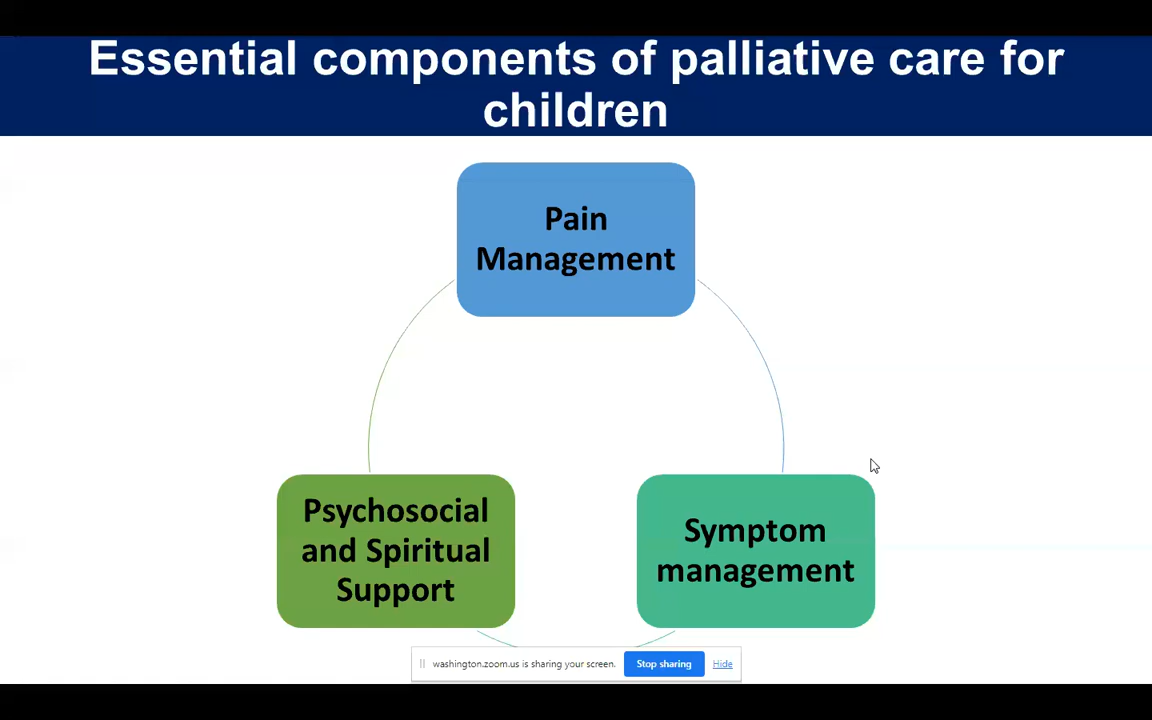 Essential components of palliative care for
children
Pain
Management
Psychosocial
and Spiritual
Support
Symptom
management
washington.zoom.us is sharing your screen.
Stop sharing
Hide